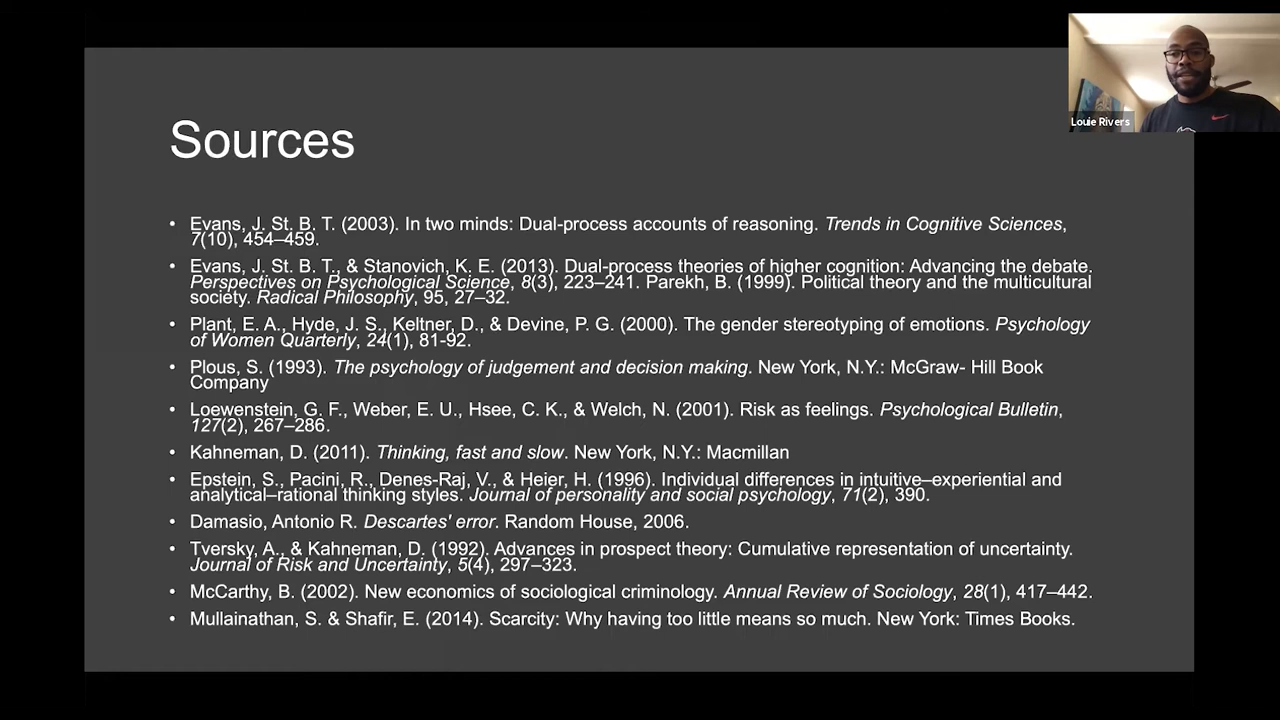 Louie Rivers
Sources
• Evans, J. St. B. T. (2003). In two minds: Dual-process accounts of reasoning. Trends in Cognitive Sciences,
7(10), 454–459.
• Evans, J. St. B. T., & Stanovich, K. E. (2013). Dual-process theories of higher cognition: Advancing the debate.
Perspectives on Psychological Science, 8(3), 223–241. Parekh, B. (1999). Political theory and the multicultural
society. Radical Philosophy, 95, 27–32.
• Plant, E. A., Hyde, J. S., Keltner, D., & Devine, P. G. (2000). The gender stereotyping of emotions. Psychology
of Women Quarterly, 24(1), 81-92.
• Plous, S. (1993). The psychology of judgement and decision making. New York, N.Y.: McGraw- Hill Book
Company
• Loewenstein, G. F., Weber, E. U., Hsee, C. K., & Welch, N. (2001). Risk as feelings. Psychological Bulletin,
127(2), 267–286.
• Kahneman, D. (2011). Thinking, fast and slow. New York, N.Y.: Macmillan
• Epstein, S., Pacini, R., Denes-Raj, V., & Heier, H. (1996). Individual differences in intuitive–experiential and
analytical–rational thinking styles. Journal of personality and social psychology, 71(2), 390.
• Damasio, Antonio R. Descartes' error. Random House, 2006.
• Tversky, A., & Kahneman, D. (1992). Advances in prospect theory: Cumulative representation of uncertainty.
Journal of Risk and Uncertainty, 5(4), 297–323.
• McCarthy, B. (2002). New economics of sociological criminology. Annual Review of Sociology, 28(1), 417–442.
• Mullainathan, S. & Shafir, E. (2014). Scarcity: Why having too little means so much. New York: Times Books.